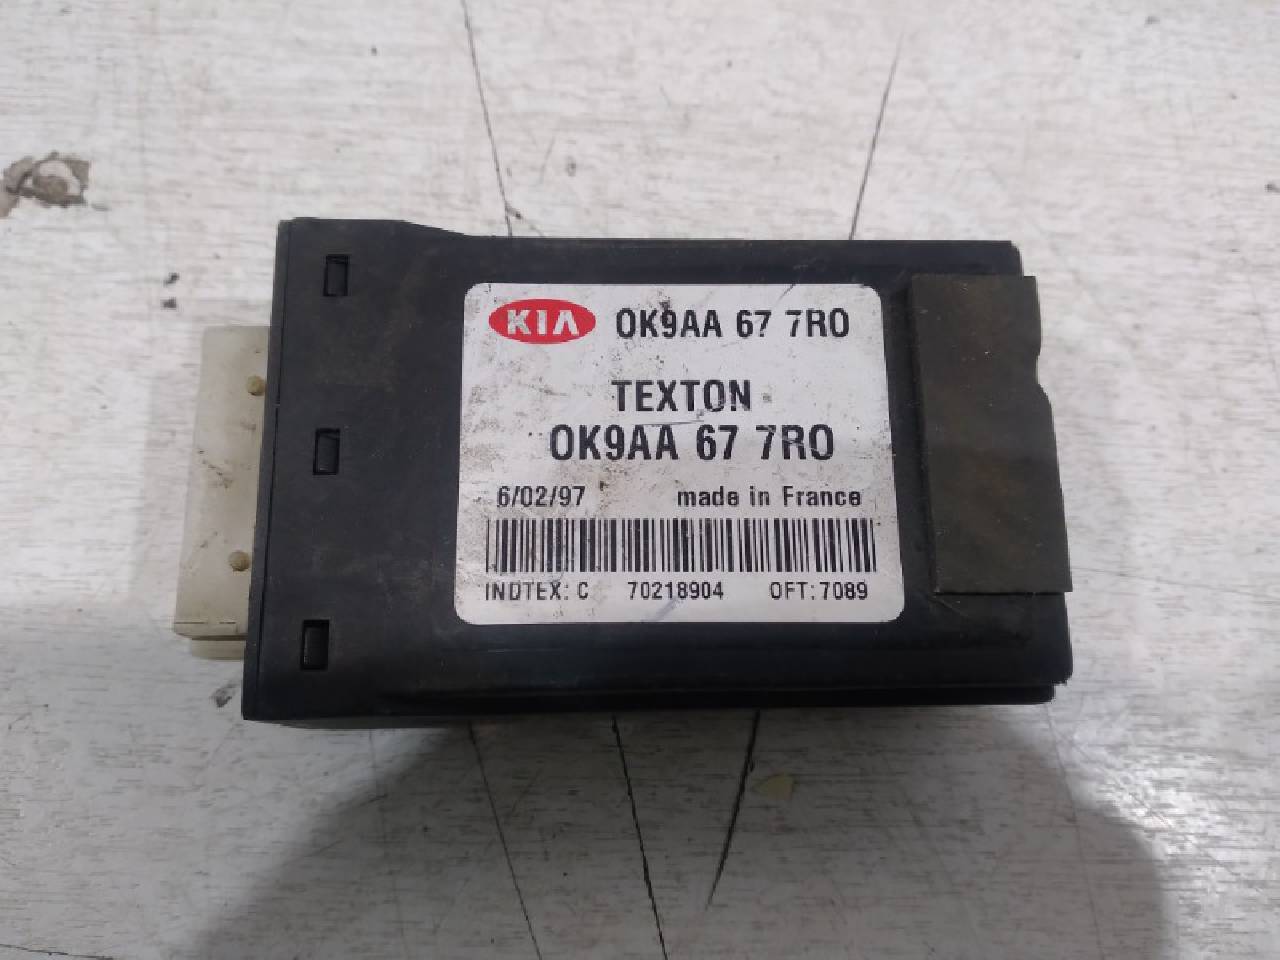 KIA OK9AA 67 7RO
TEXTON
OK9AA 67 7RO
6/02/97 made in France
INDTEX: C 70218904 OFT: 7089